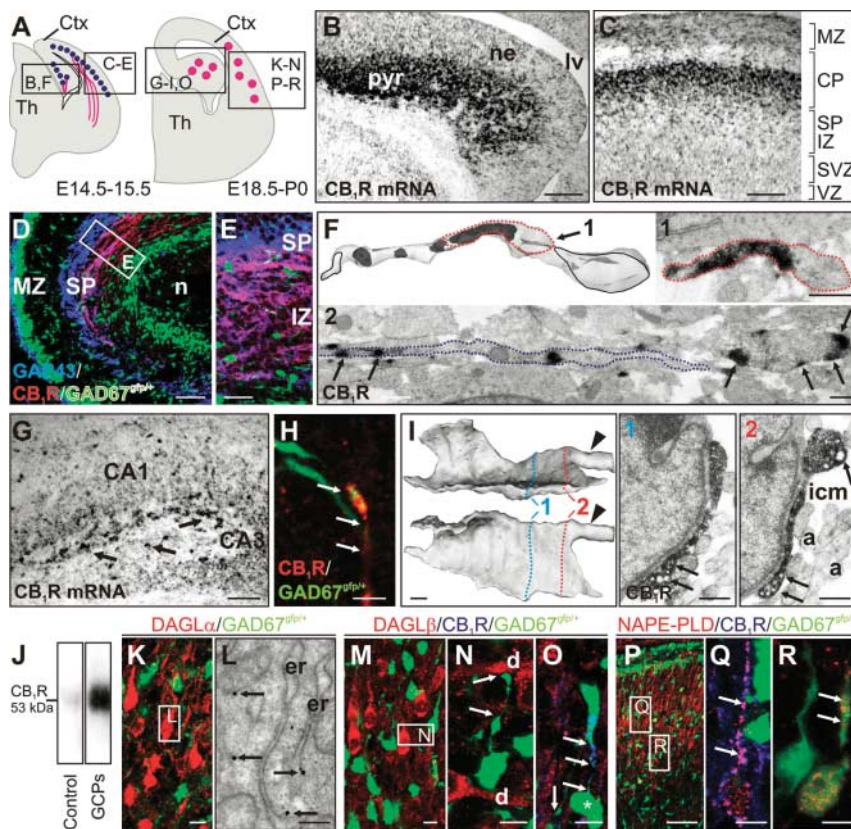 A
Ctx
Ctx
B,F
C-E
G-I,O
K-N
P-R
Th
Th
E14.5-15.5
E18.5-P0
B
ne
lv
pyr
CB₁R mRNA
C
CB₁R mRNA
MZ
CP
SP
IZ
SVZ
VZ
D
E
MZ
SP
n
GAP43/
CB₁R/GAD67gfp/+
E
SP
IZ
F
1
1
2
CB₁R
G
CA1
CA3
CB₁R mRNA
H
CB₁R/
GAD67gfp/+
I
1
2
1
CB₁R
2
icm
a
a
J
CB₁R
53 kDa
Control
GCPs
DAGLα/GAD67gfp/+
K
L
L
er
er
DAGLβ/CB₁R/GAD67gfp/+
M
N
N
d
d
O
*
NAPE-PLD/CB₁R/GAD67gfp/+
P
Q
R
Q
R